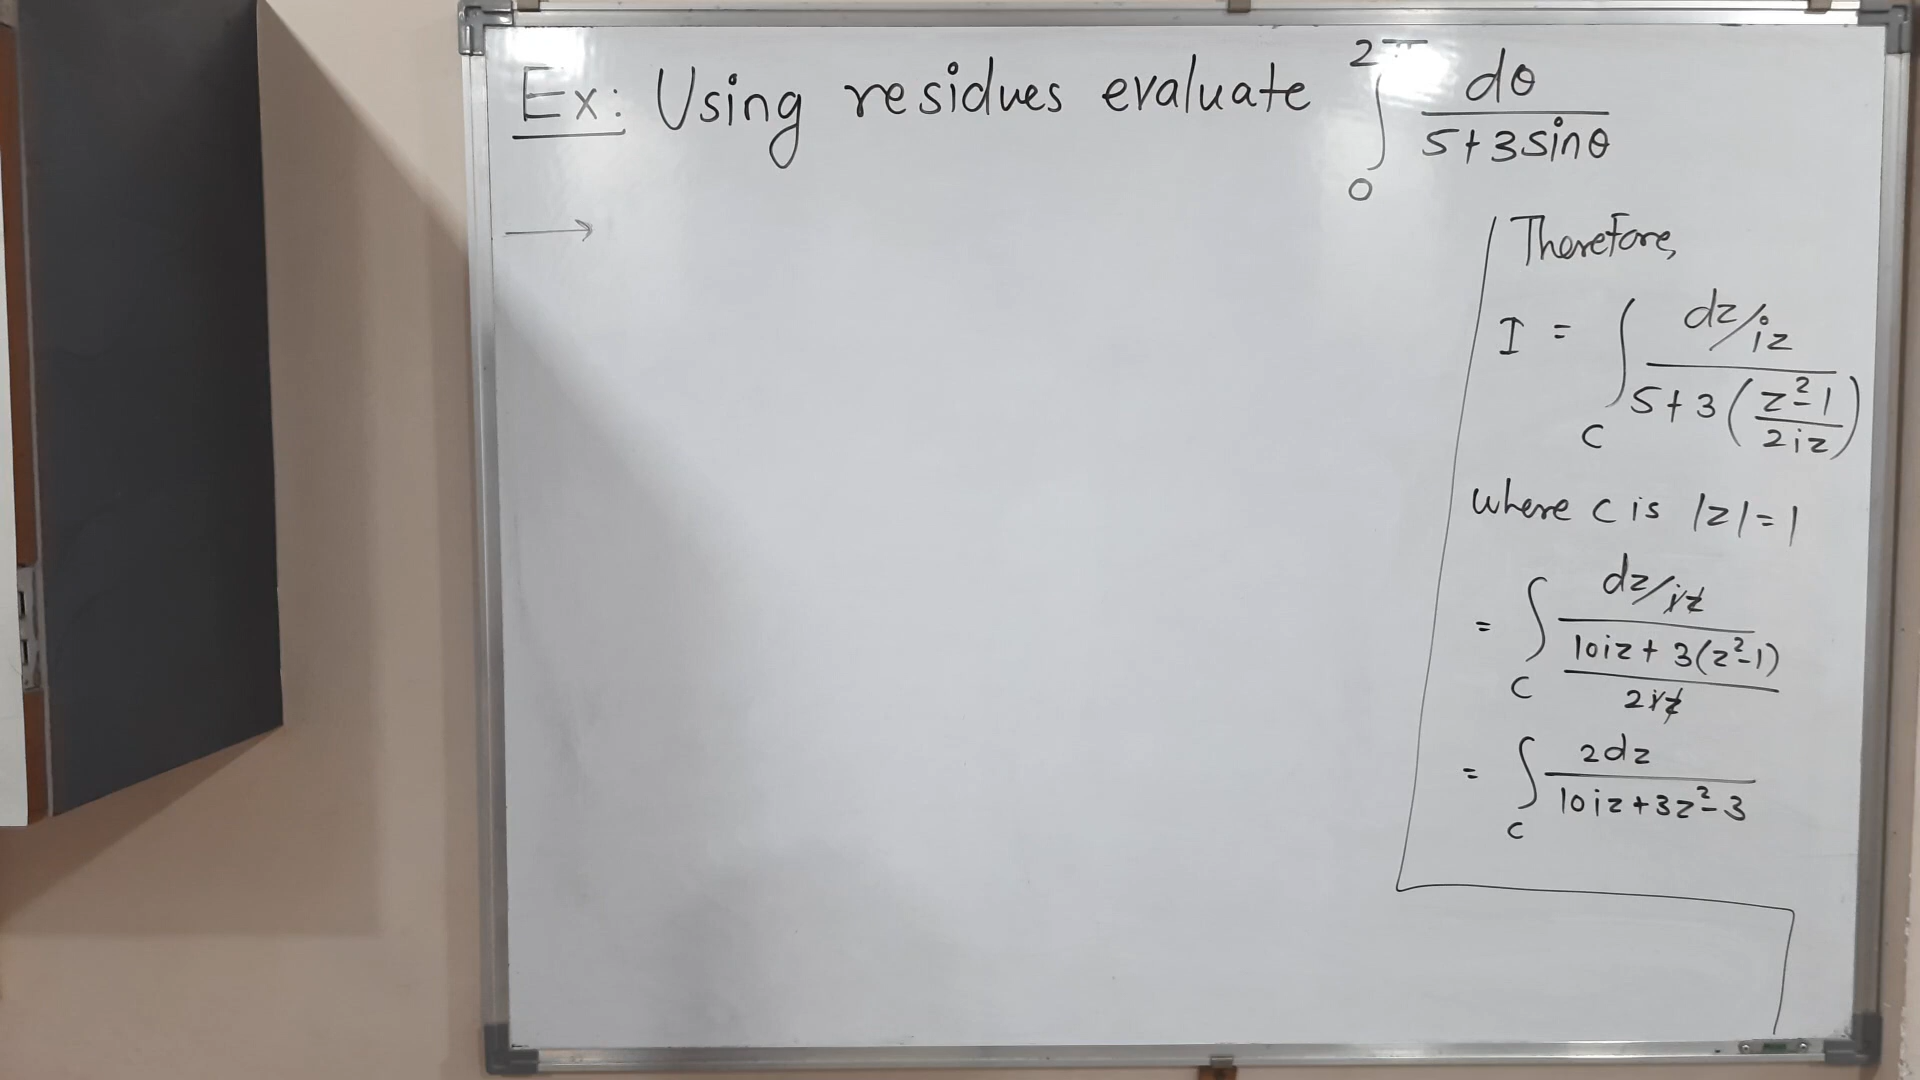 Ex: Using residues evaluate ∫₀^2π dθ / (5+3sinθ)
→
Therefore,
I = ∫_C (dz/iz) / (5+3((z²-1)/(2iz)))
where C is |z|=1
= ∫_C (dz/iz) / ((10iz+3(z²-1))/(2iz))
= ∫_C 2dz / (10iz+3z²-3)